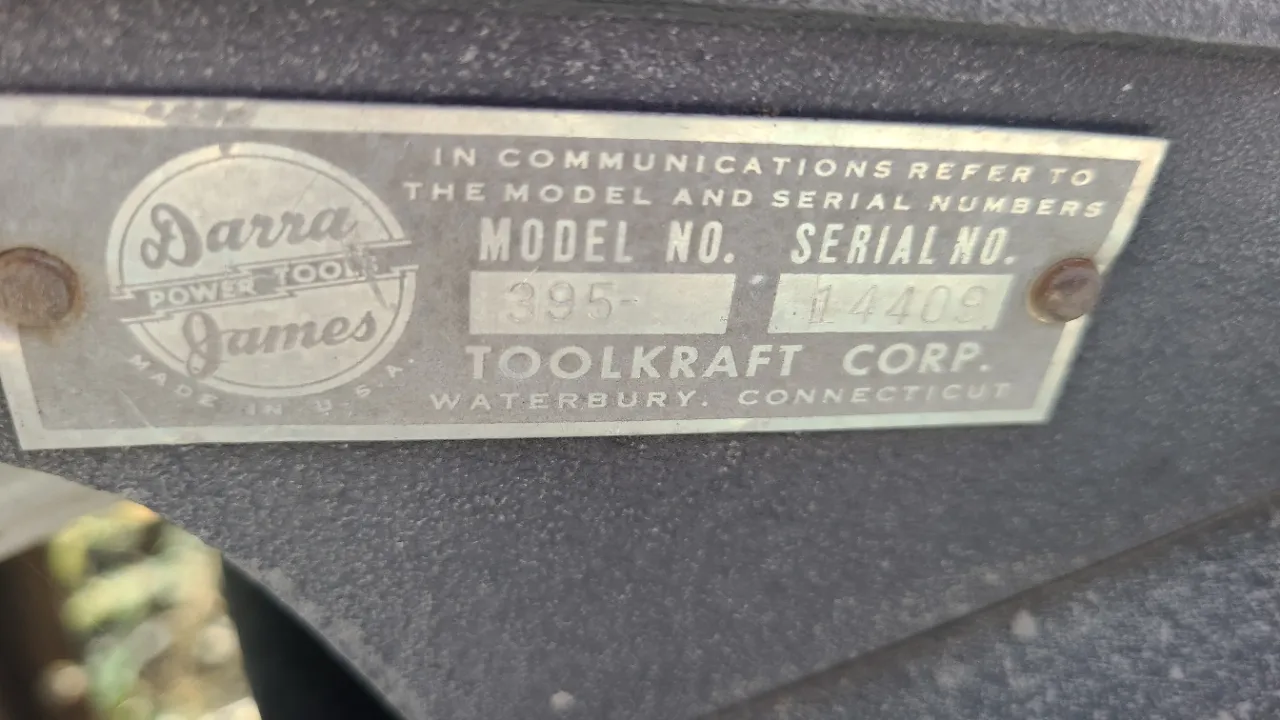 Darra
POWER TOOLS
James
MADE IN U.S.A
IN COMMUNICATIONS REFER TO
THE MODEL AND SERIAL NUMBERS
MODEL NO. SERIAL NO.
395- 14409
TOOLKRAFT CORP.
WATERBURY. CONNECTICUT